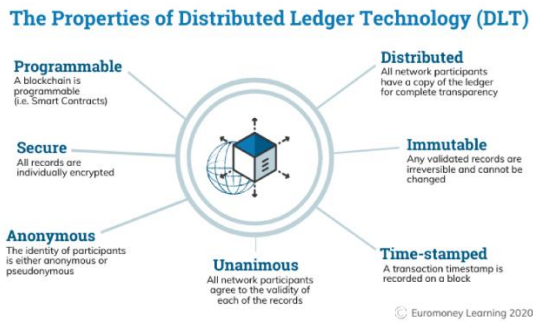 The Properties of Distributed Ledger Technology (DLT)
Programmable
A blockchain is
programmable
(i.e. Smart Contracts)
Secure
All records are
individually encrypted
Anonymous
The identity of participants
is either anonymous or
pseudonymous
Unanimous
All network participants
agree to the validity of
each of the records
Distributed
All network participants
have a copy of the ledger
for complete transparency
Immutable
Any validated records are
irreversible and cannot be
changed
Time-stamped
A transaction timestamp is
recorded on a block
© Euromoney Learning 2020